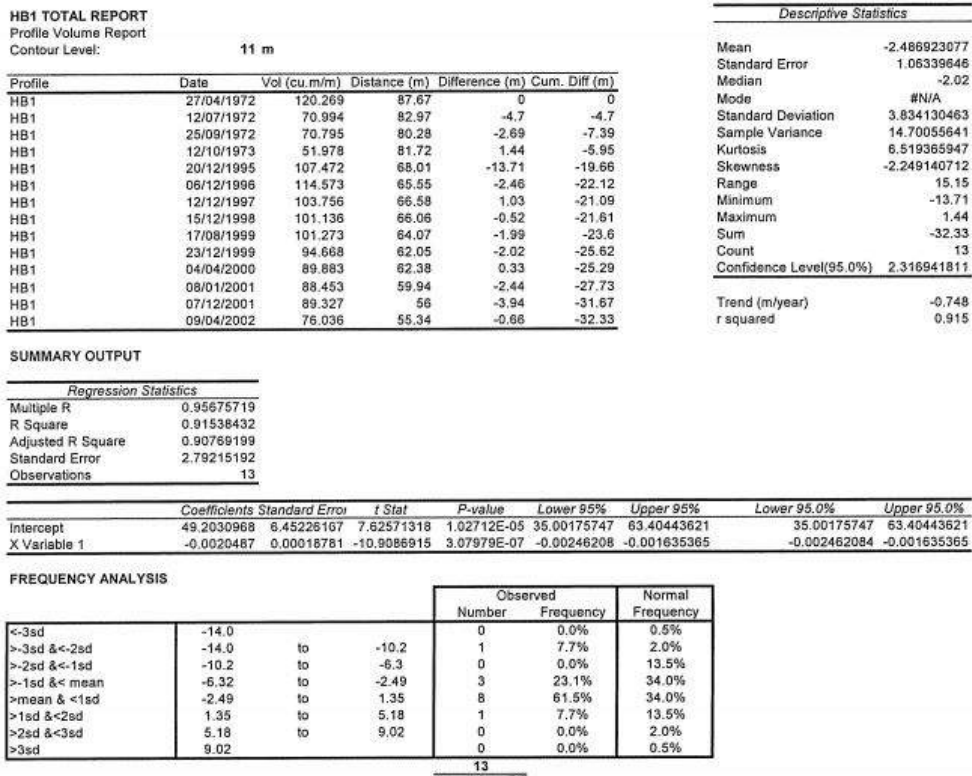 HB1 TOTAL REPORT
Profile Volume Report
Contour Level: 11 m
Profile Date Vol (cu.m/m) Distance (m) Difference (m) Cum. Diff (m)
HB1 27/04/1972 120.269 87.67 0 0
HB1 12/07/1972 70.994 82.97 -4.7 -4.7
HB1 25/09/1972 70.795 80.28 -2.69 -7.39
HB1 12/10/1973 51.978 81.72 1.44 -5.95
HB1 20/12/1995 107.472 68.01 -13.71 -19.66
HB1 06/12/1996 114.573 65.55 -2.46 -22.12
HB1 12/12/1997 103.756 66.58 1.03 -21.09
HB1 15/12/1998 101.136 66.06 -0.52 -21.61
HB1 17/08/1999 101.273 64.07 -1.99 -23.6
HB1 23/12/1999 94.668 62.05 -2.02 -25.62
HB1 04/04/2000 89.883 62.38 0.33 -25.29
HB1 08/01/2001 88.453 59.94 -2.44 -27.73
HB1 07/12/2001 89.327 56 -3.94 -31.67
HB1 09/04/2002 76.036 55.34 -0.66 -32.33
Descriptive Statistics
Mean -2.486923077
Standard Error 1.06339646
Median -2.02
Mode #N/A
Standard Deviation 3.834130463
Sample Variance 14.70055641
Kurtosis 6.519365947
Skewness -2.249140712
Range 15.15
Minimum -13.71
Maximum 1.44
Sum -32.33
Count 13
Confidence Level(95.0%) 2.316941811
Trend (m/year) -0.748
r squared 0.915
SUMMARY OUTPUT
Regression Statistics
Multiple R 0.95675719
R Square 0.91538432
Adjusted R Square 0.90769199
Standard Error 2.79215192
Observations 13
Coefficients Standard Error t Stat P-value Lower 95% Upper 95% Lower 95.0% Upper 95.0%
Intercept 49.2030968 6.45226167 7.62571318 1.02712E-05 35.00175747 63.40443621 35.00175747 63.40443621
X Variable 1 -0.0020487 0.00018781 -10.9086915 3.07979E-07 -0.00246208 -0.001635365 -0.002462084 -0.001635365
FREQUENCY ANALYSIS
Observed Normal
Number Frequency Frequency
<-3sd -14.0 0 0.0% 0.5%
>-3sd &<-2sd -14.0 to -10.2 1 7.7% 2.0%
>-2sd &<-1sd -10.2 to -6.3 0 0.0% 13.5%
>-1sd &< mean -6.32 to -2.49 3 23.1% 34.0%
>mean & <1sd -2.49 to 1.35 8 61.5% 34.0%
>1sd &<2sd 1.35 to 5.18 1 7.7% 13.5%
>2sd &<3sd 5.18 to 9.02 0 0.0% 2.0%
>3sd 9.02 0 0.0% 0.5%
13